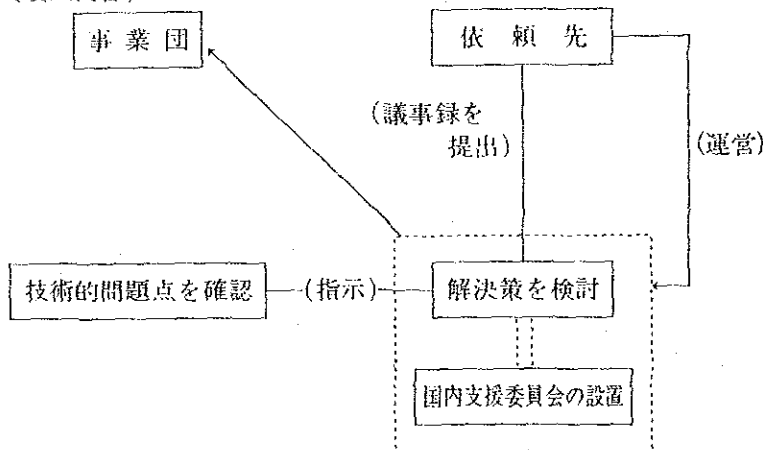 事業団
依頼先
(議事録を
提出)
(運営)
技術的問題点を確認
(指示)
解決策を検討
国内支援委員会の設置